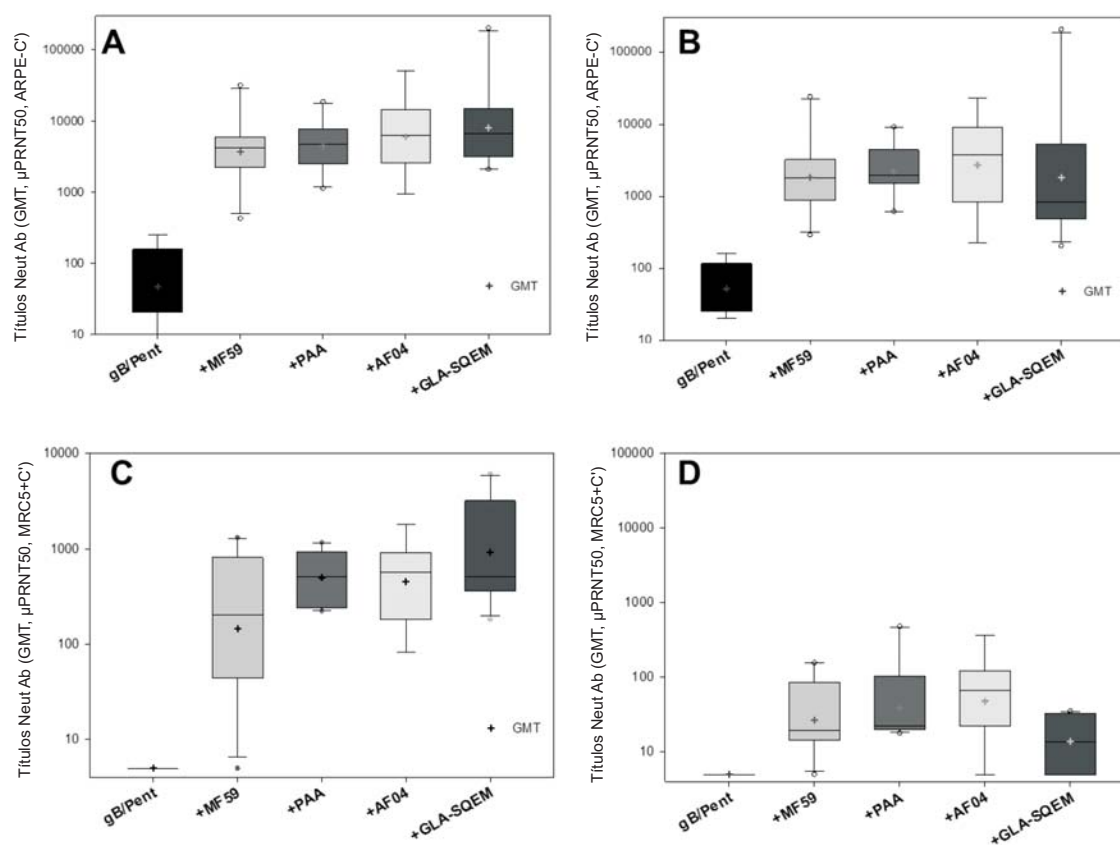 A
Títulos Neut Ab (GMT, µPRNT50, ARPE-C')
100000
10000
1000
100
10
+ GMT
gB/Pent
+MF59
+PAA
+AF04
+GLA-SQEM
B
Títulos Neut Ab (GMT, µPRNT50, ARPE-C')
100000
10000
1000
100
10
+ GMT
gB/Pent
+MF59
+PAA
+AF04
+GLA-SQEM
C
Títulos Neut Ab (GMT, µPRNT50, MRC5+C')
10000
1000
100
10
+ GMT
gB/Pent
+MF59
+PAA
+AF04
+GLA-SQEM
D
Títulos Neut Ab (GMT, µPRNT50, MRC5+C')
100000
10000
1000
100
10
gB/Pent
+MF59
+PAA
+AF04
+GLA-SQEM